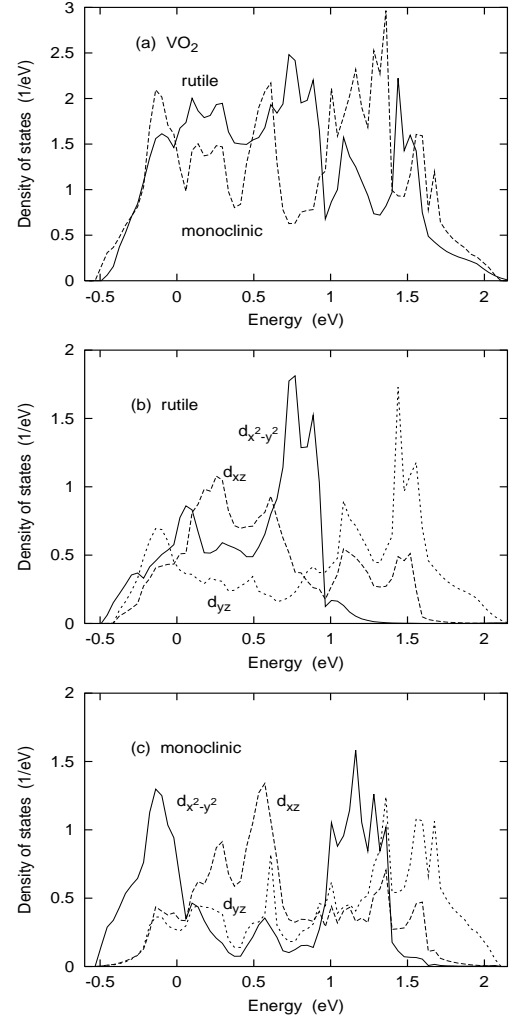 3
2.5
2
1.5
1
0.5
0
-0.5 0 0.5 1 1.5 2
Density of states (1/eV)
Energy (eV)
(a) VO₂
rutile
monoclinic
2
1.5
1
0.5
0
-0.5 0 0.5 1 1.5 2
Density of states (1/eV)
Energy (eV)
(b) rutile
dx²-y²
dxz
dyz
2
1.5
1
0.5
0
-0.5 0 0.5 1 1.5 2
Density of states (1/eV)
Energy (eV)
(c) monoclinic
dx²-y²
dxz
dyz